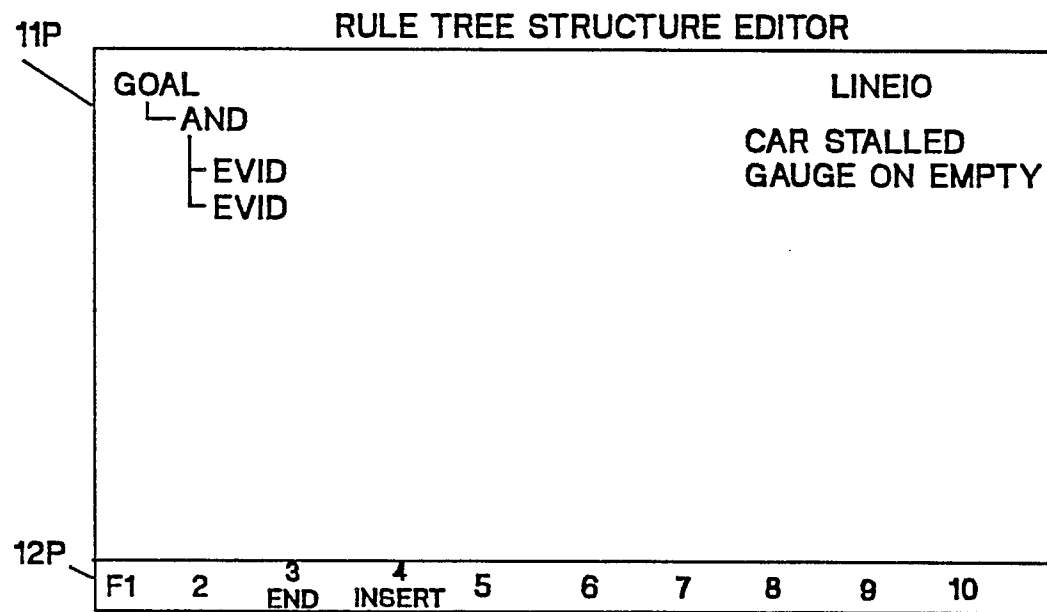 RULE TREE STRUCTURE EDITOR
11P
GOAL LINEIO
AND
CAR STALLED
EVID GAUGE ON EMPTY
EVID
12P
F1 2 3 4 5 6 7 8 9 10
END INSERT